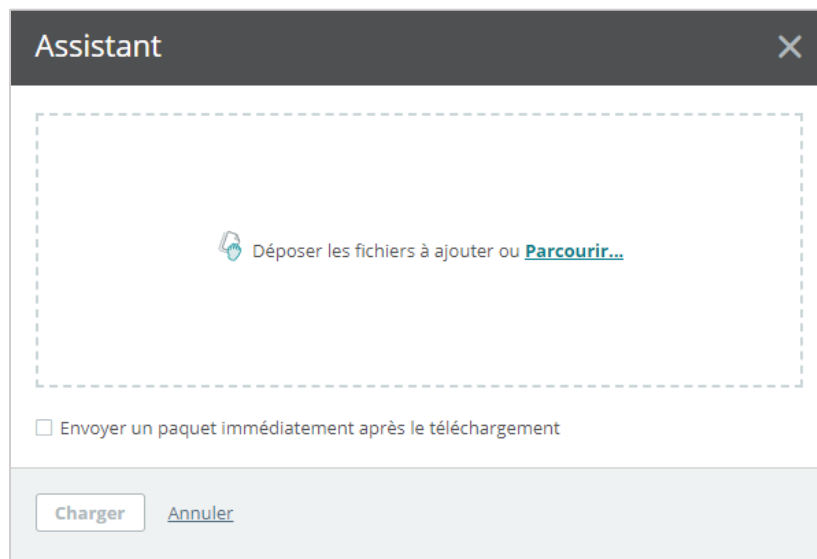 Assistant
Déposer les fichiers à ajouter ou Parcourir...
Envoyer un paquet immédiatement après le téléchargement
Charger Annuler